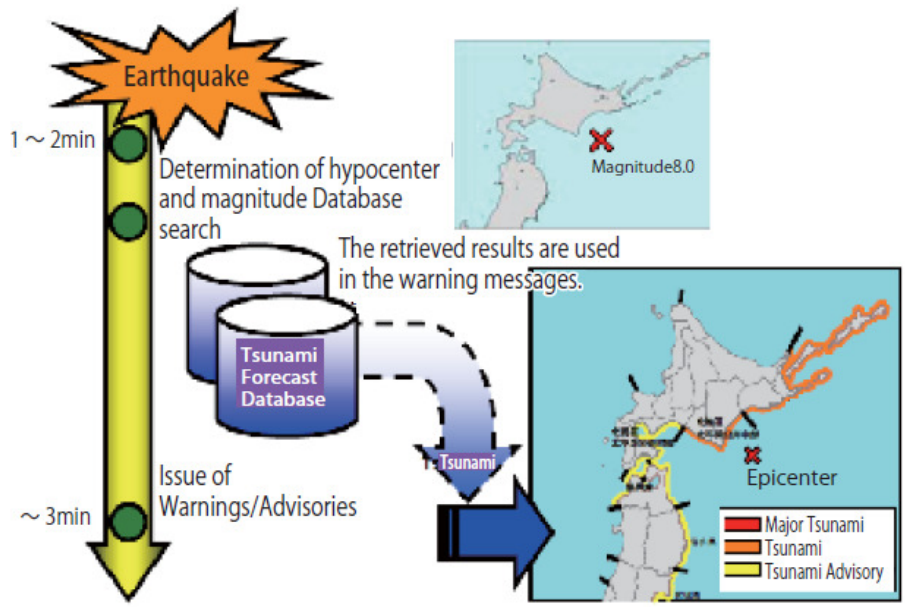 Earthquake
1 ～ 2min
Determination of hypocenter
and magnitude Database
search
Magnitude8.0
The retrieved results are used
in the warning messages.
Tsunami
Forecast
Database
Tsunami
Issue of
Warnings/Advisories
～ 3min
Epicenter
Major Tsunami
Tsunami
Tsunami Advisory